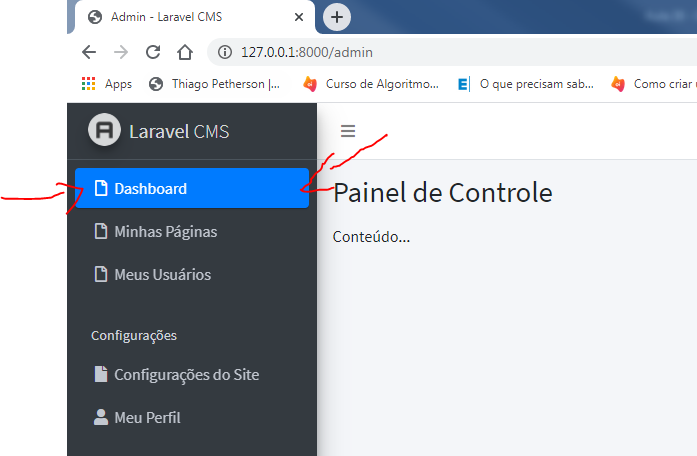 Admin - Laravel CMS
127.0.0.1:8000/admin
Apps Thiago Petherson |... Curso de Algoritmo... E| O que precisam sab... Como criar
A Laravel CMS
Dashboard
Painel de Controle
Minhas Páginas
Conteúdo...
Meus Usuários
Configurações
Configurações do Site
Meu Perfil